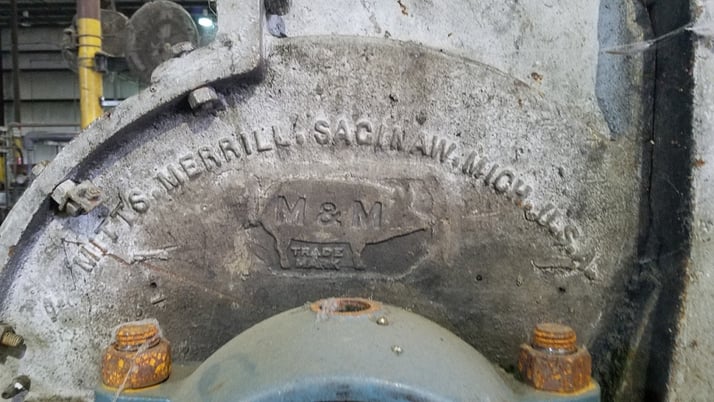 MITTS. MERRILL. SAGINAW. MICH. U.S.A.
M & M
TRADE
MARK